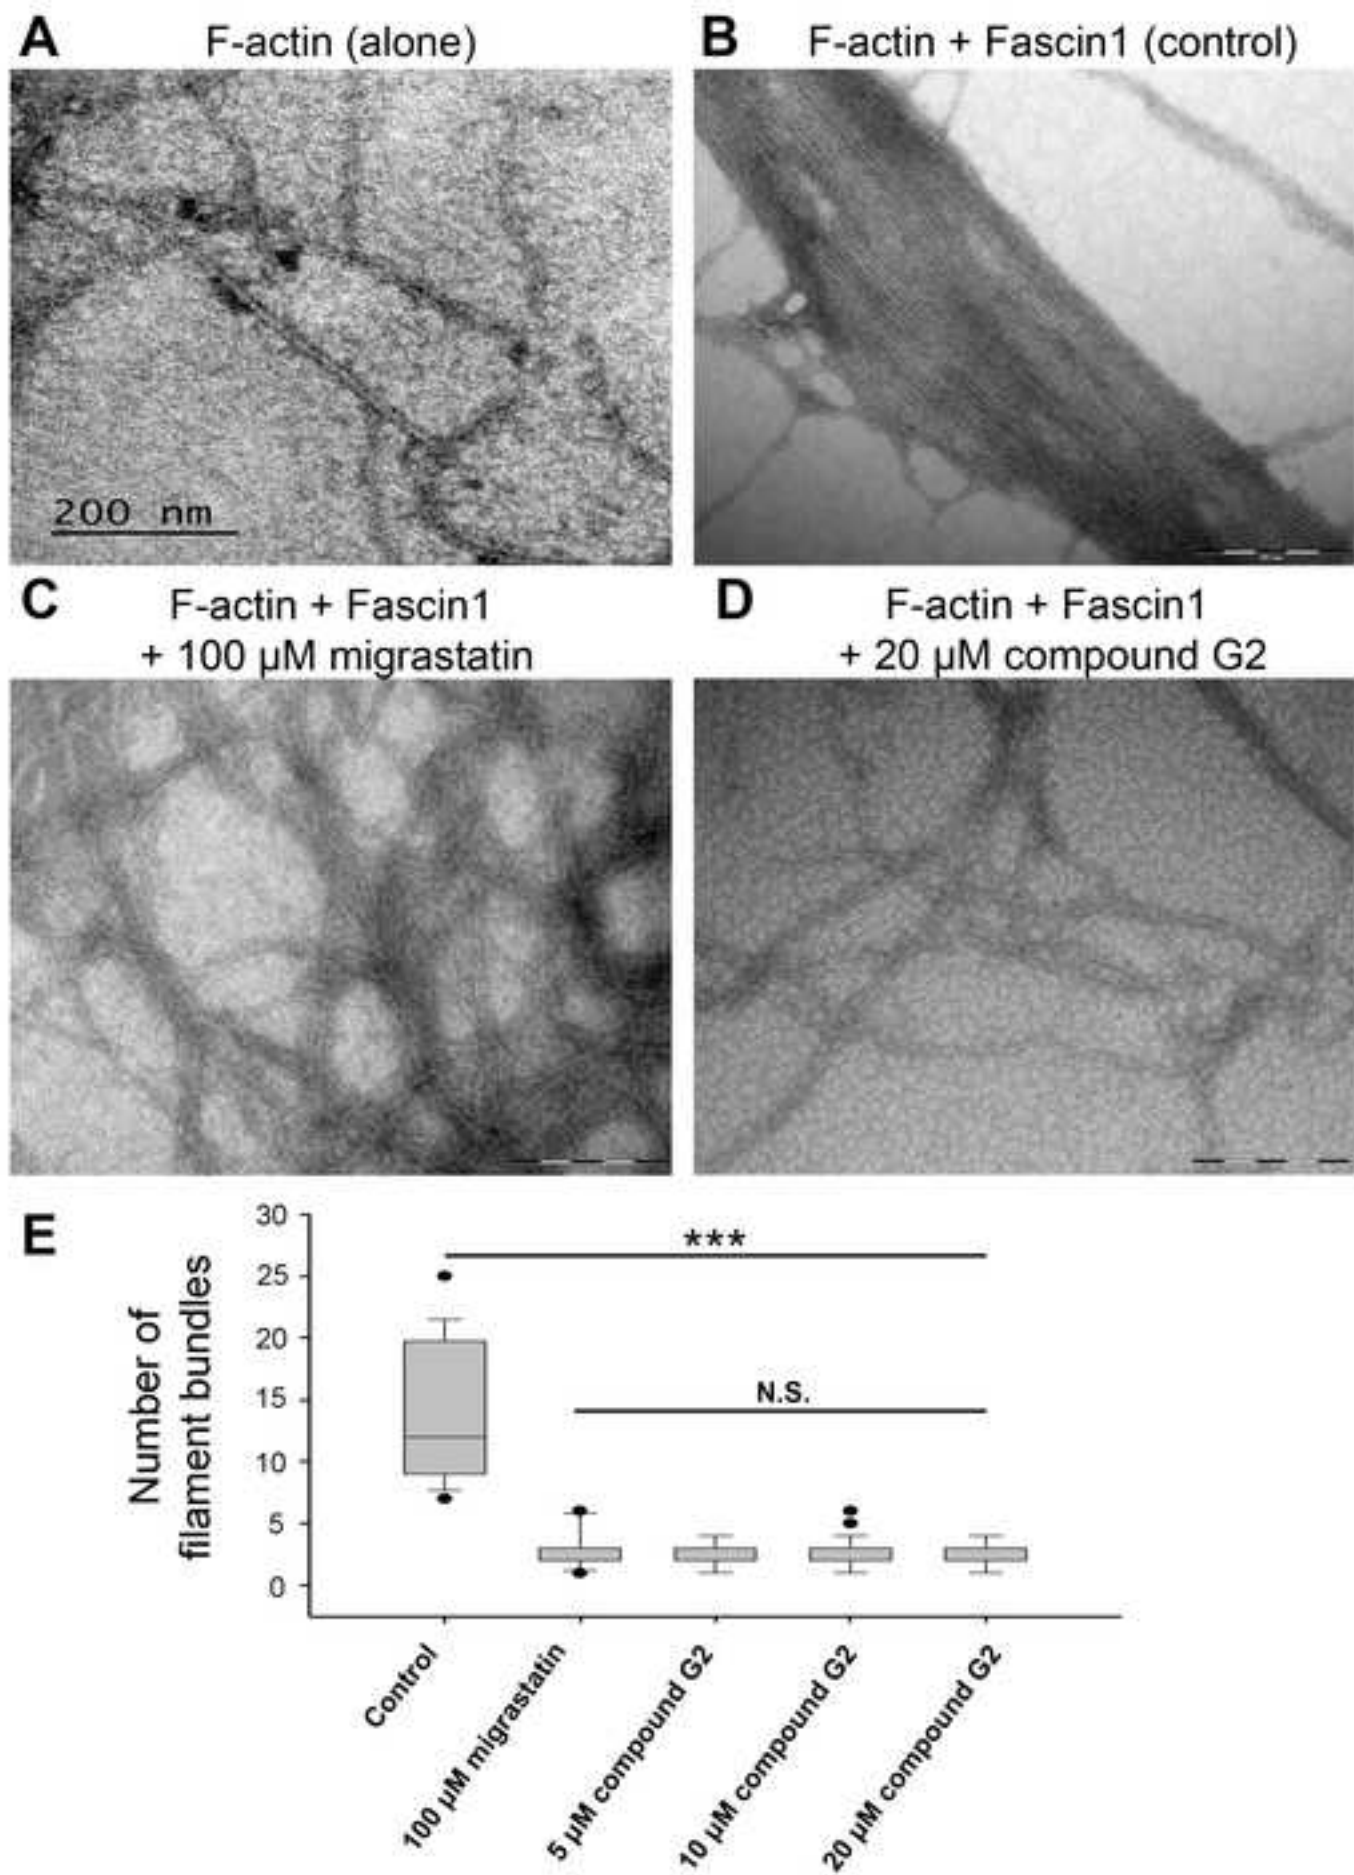 A F-actin (alone)
B F-actin + Fascin1 (control)
200 nm
C F-actin + Fascin1
+ 100 µM migrastatin
D F-actin + Fascin1
+ 20 µM compound G2
E
Number of
filament bundles
30
25
20
15
10
5
0
***
N.S.
Control
100 µM migrastatin
5 µM compound G2
10 µM compound G2
20 µM compound G2